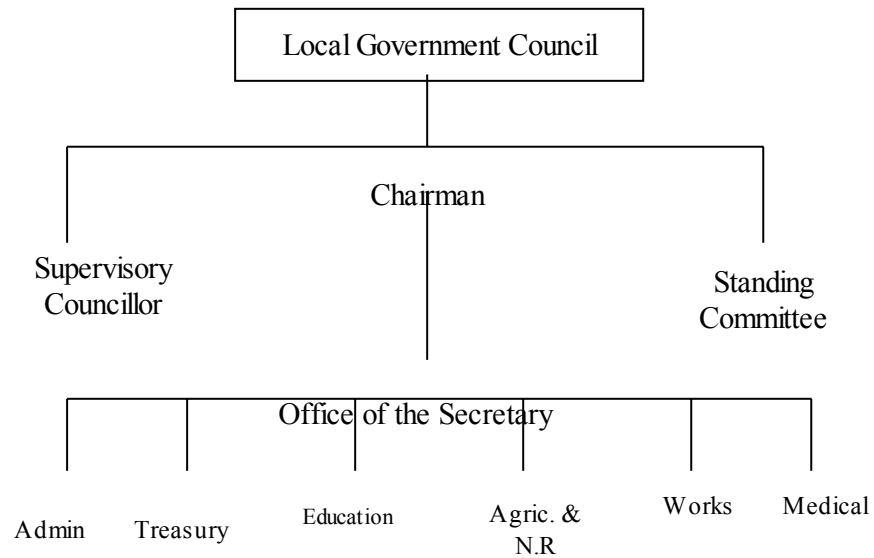 Local Government Council
Chairman
Supervisory
Councillor
Standing
Committee
Office of the Secretary
Admin
Treasury
Education
Agric. &
N.R
Works
Medical